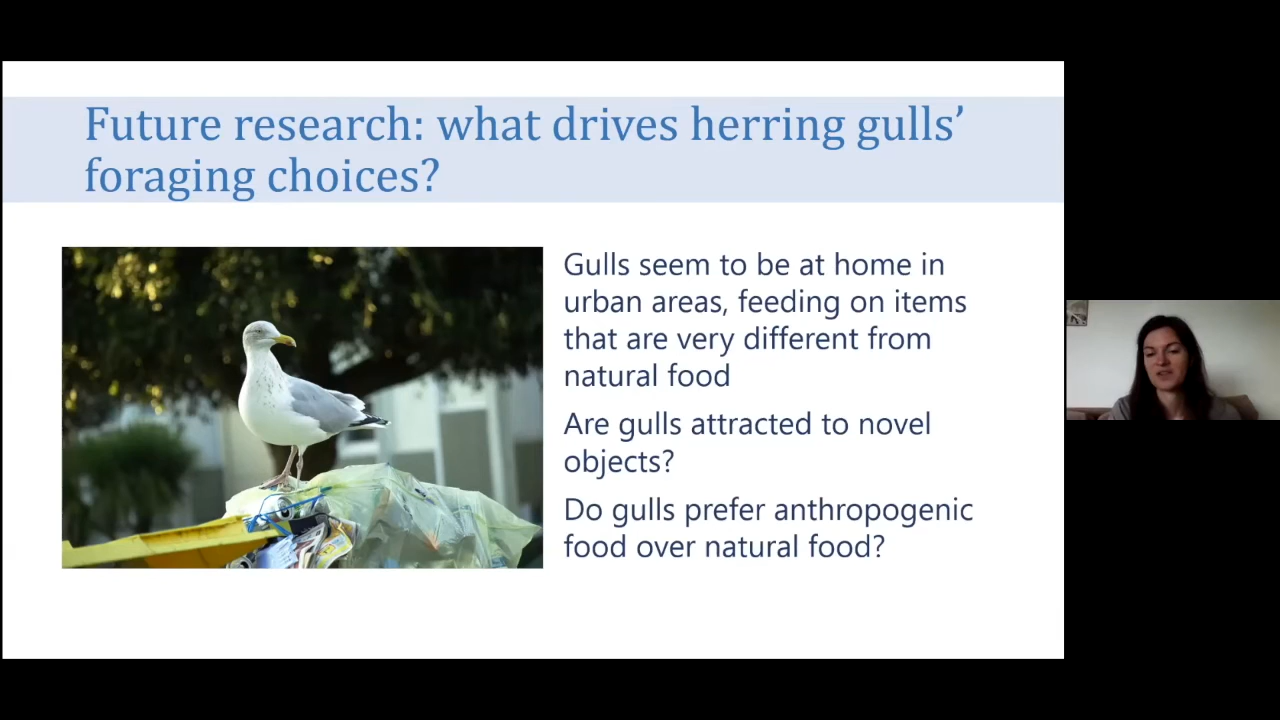 Future research: what drives herring gulls’
foraging choices?
Gulls seem to be at home in
urban areas, feeding on items
that are very different from
natural food
Are gulls attracted to novel
objects?
Do gulls prefer anthropogenic
food over natural food?